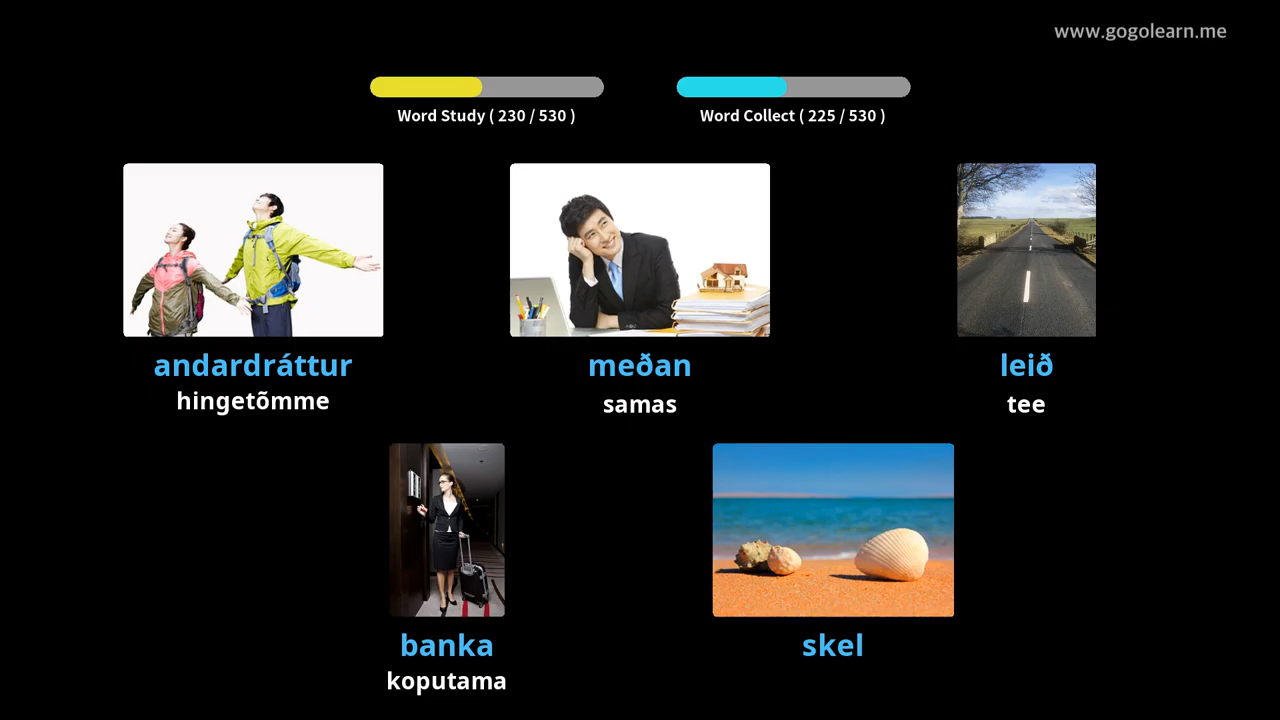 www.gogolearn.me
Word Study ( 230 / 530 )
Word Collect ( 225 / 530 )
andardráttur
hingetõmme
meðan
samas
leið
tee
banka
koputama
skel